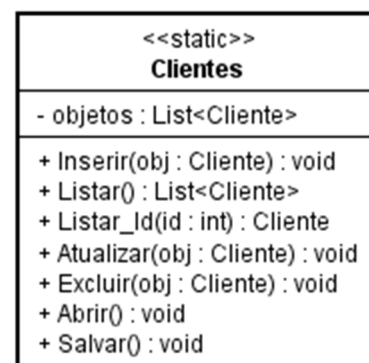 <<static>>
Clientes
- objetos : List<Cliente>
+ Inserir(obj : Cliente) : void
+ Listar() : List<Cliente>
+ Listar_Id(id : int) : Cliente
+ Atualizar(obj : Cliente) : void
+ Excluir(obj : Cliente) : void
+ Abrir() : void
+ Salvar() : void